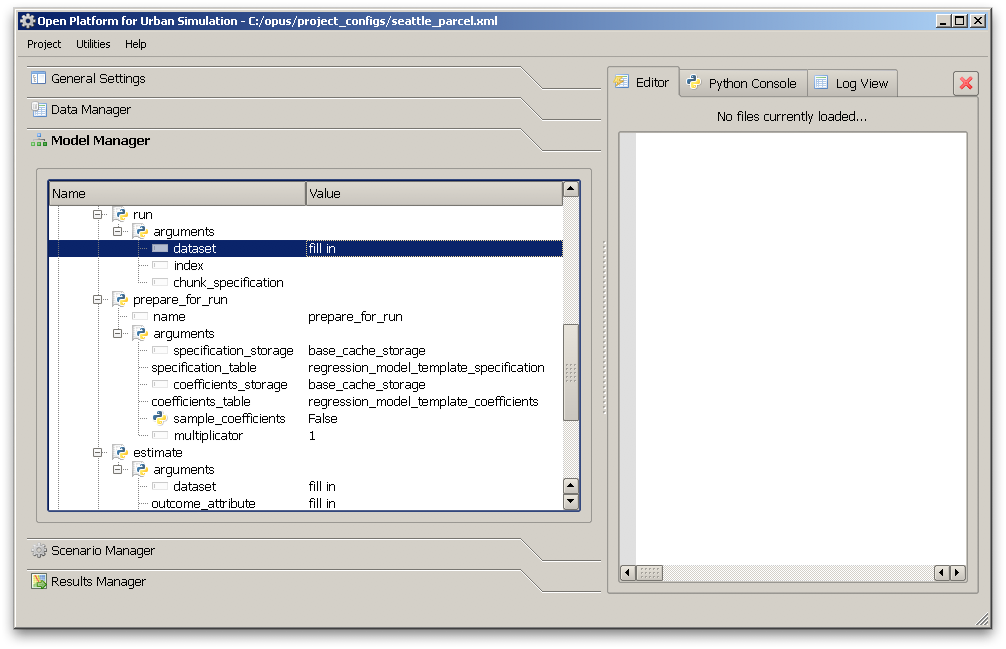 Open Platform for Urban Simulation - C:/opus/project_configs/seattle_parcel.xml
Project Utilities Help
General Settings
Data Manager
Model Manager
Name Value
run
arguments
dataset fill in
index
chunk_specification
prepare_for_run
name prepare_for_run
arguments
specification_storage base_cache_storage
specification_table regression_model_template_specification
coefficients_storage base_cache_storage
coefficients_table regression_model_template_coefficients
sample_coefficients False
multiplicator 1
estimate
arguments
dataset fill in
outcome_attribute fill in
Scenario Manager
Results Manager
Editor Python Console Log View
No files currently loaded...